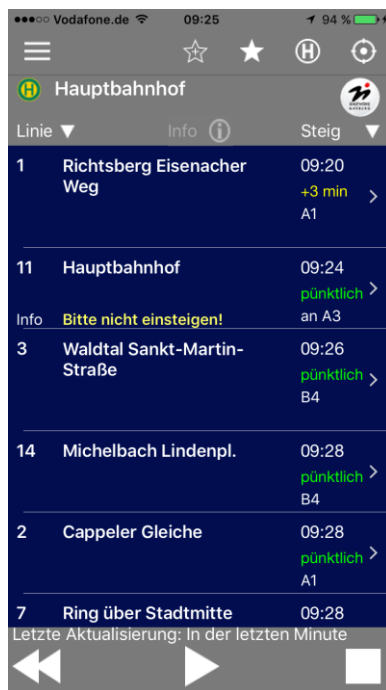 Vodafone.de 09:25 94 %
H
H Hauptbahnhof
Linie Info i Steig
1 Richtsberg Eisenacher 09:20
Weg +3 min
A1
11 Hauptbahnhof 09:24
pünktlich
Info Bitte nicht einsteigen! an A3
3 Waldtal Sankt-Martin- 09:26
Straße pünktlich
B4
14 Michelbach Lindenpl. 09:28
pünktlich
B4
2 Cappeler Gleiche 09:28
pünktlich
A1
7 Ring über Stadtmitte 09:28
Letzte Aktualisierung: In der letzten Minute